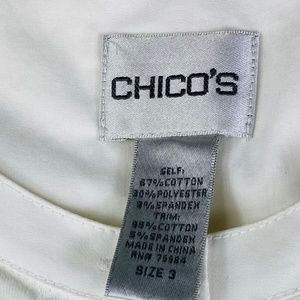 CHICO'S
SELF:
67% COTTON
30% POLYESTER
3% SPANDEX
TRIM:
95% COTTON
5% SPANDEX
MADE IN CHINA
RN# 79984
SIZE 3